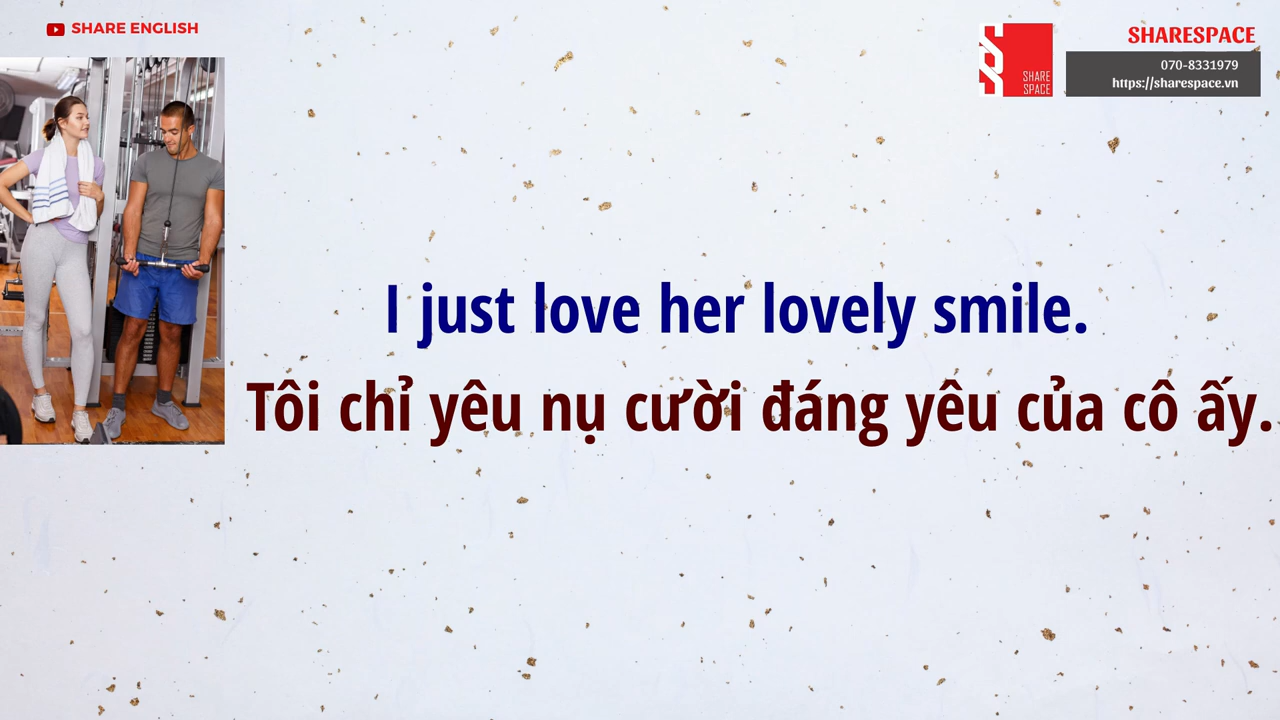 SHARE ENGLISH
SHARESPACE
070-8331979
https://sharespace.vn
SHARE
SPACE
I just love her lovely smile.
Tôi chỉ yêu nụ cười đáng yêu của cô ấy.